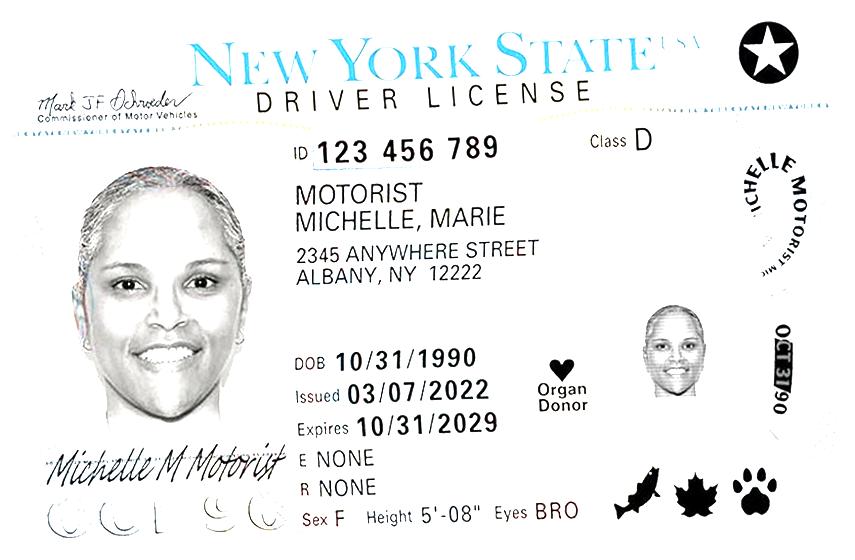 NEW YORK STATE USA
DRIVER LICENSE
Mark JF Schroeder
Commissioner of Motor Vehicles
ID 123 456 789
Class D
MOTORIST
MICHELLE, MARIE
2345 ANYWHERE STREET
ALBANY, NY 12222
DOB 10/31/1990
Issued 03/07/2022
Expires 10/31/2029
Organ
Donor
E NONE
R NONE
Sex F Height 5'-08" Eyes BRO
Michelle M Motorist
OCT 90
ICHELLE MOTORIST MIC
OCT 31/90